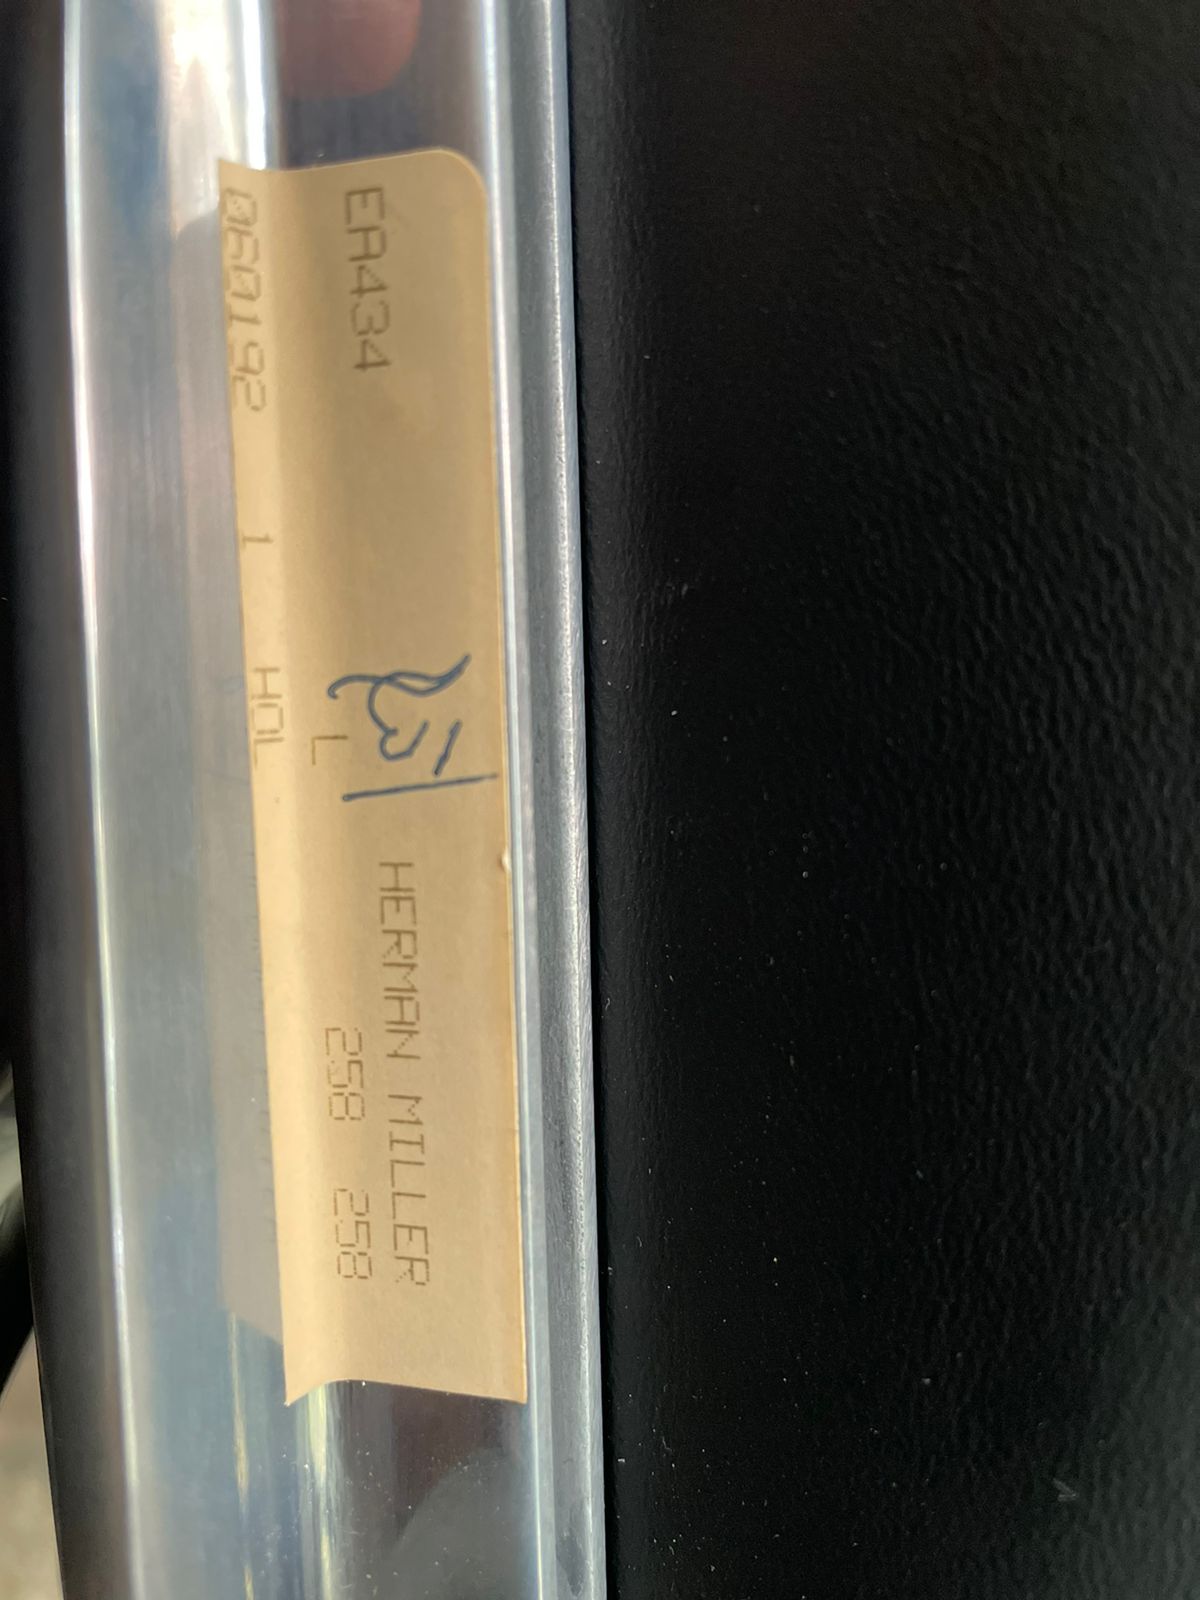 EA434 HERMAN MILLER
258 258
L
060192 1 HOL